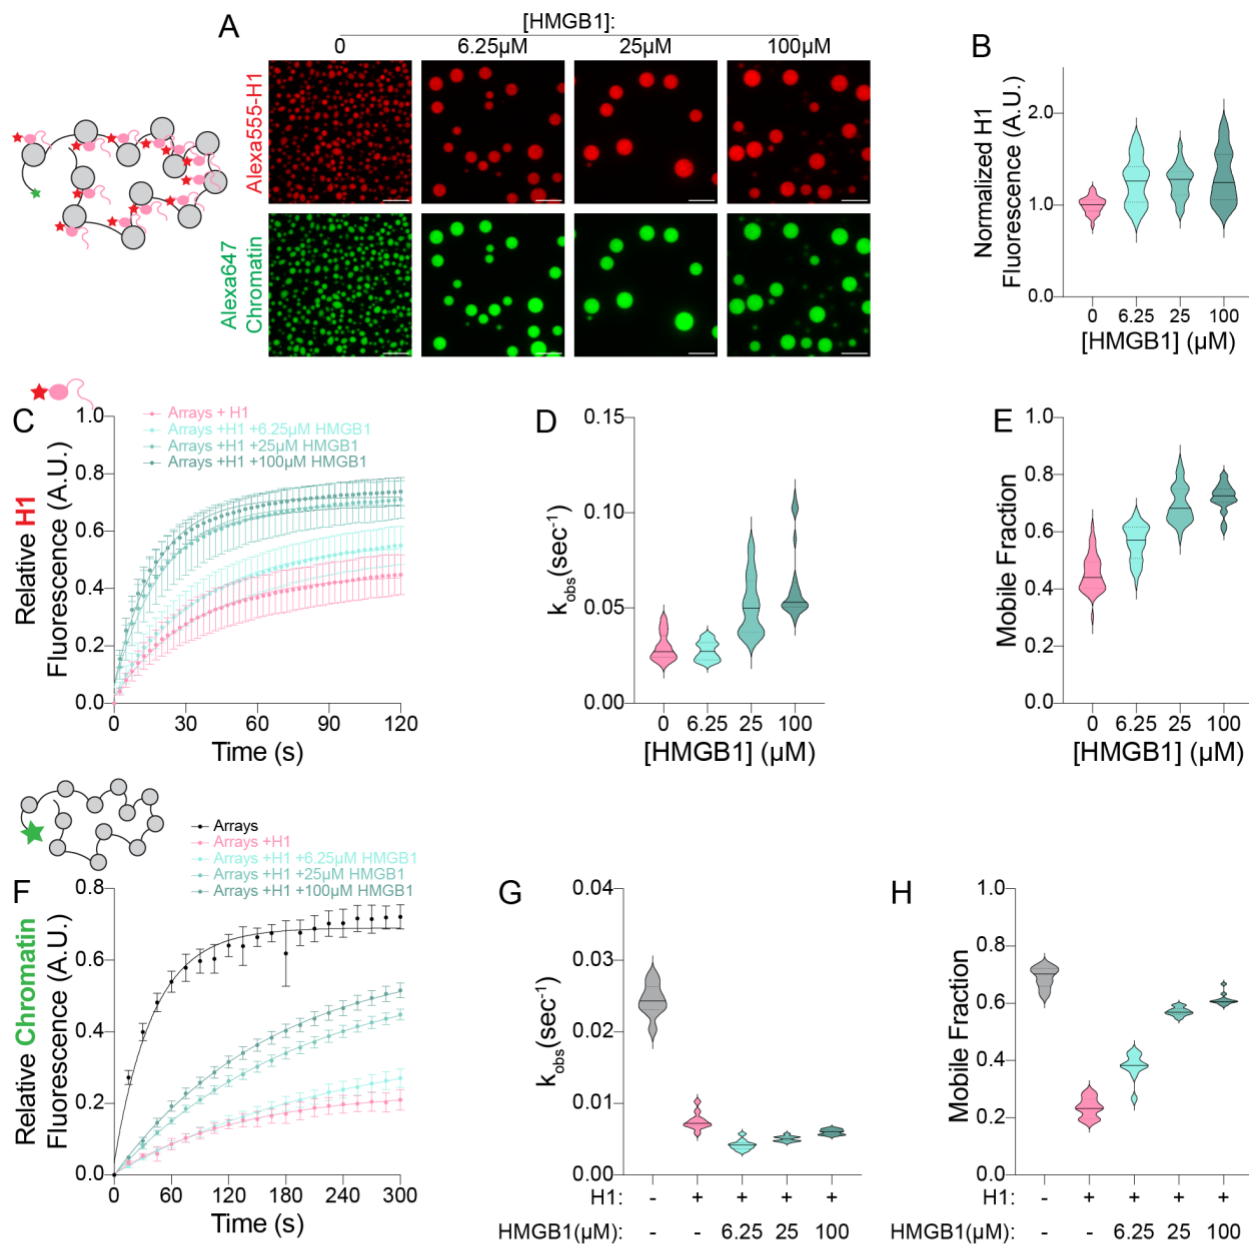 A
[HMGB1]:
0 6.25µM 25µM 100µM
Alexa555-H1
Alexa647
Chromatin
B
Normalized H1
Fluorescence (A.U.)
2.0
1.0
0.0
0 6.25 25 100
[HMGB1] (µM)
C
Relative H1
Fluorescence (A.U.)
Arrays + H1
Arrays +H1 +6.25µM HMGB1
Arrays +H1 +25µM HMGB1
Arrays +H1 +100µM HMGB1
1.0
0.8
0.6
0.4
0.2
0.0
0 30 60 90 120
Time (s)
D
kobs(sec-1)
0.15
0.10
0.05
0.00
0 6.25 25 100
[HMGB1] (µM)
E
Mobile Fraction
1.0
0.8
0.6
0.4
0.2
0.0
0 6.25 25 100
[HMGB1] (µM)
F
Relative Chromatin
Fluorescence (A.U.)
Arrays
Arrays +H1
Arrays +H1 +6.25µM HMGB1
Arrays +H1 +25µM HMGB1
Arrays +H1 +100µM HMGB1
0.8
0.6
0.4
0.2
0.0
0 60 120 180 240 300
Time (s)
G
kobs(sec-1)
0.04
0.03
0.02
0.01
0.00
H1: - + + + +
HMGB1(µM): - - 6.25 25 100
H
Mobile Fraction
1.0
0.8
0.6
0.4
0.2
0.0
H1: - + + + +
HMGB1(µM): - - 6.25 25 100